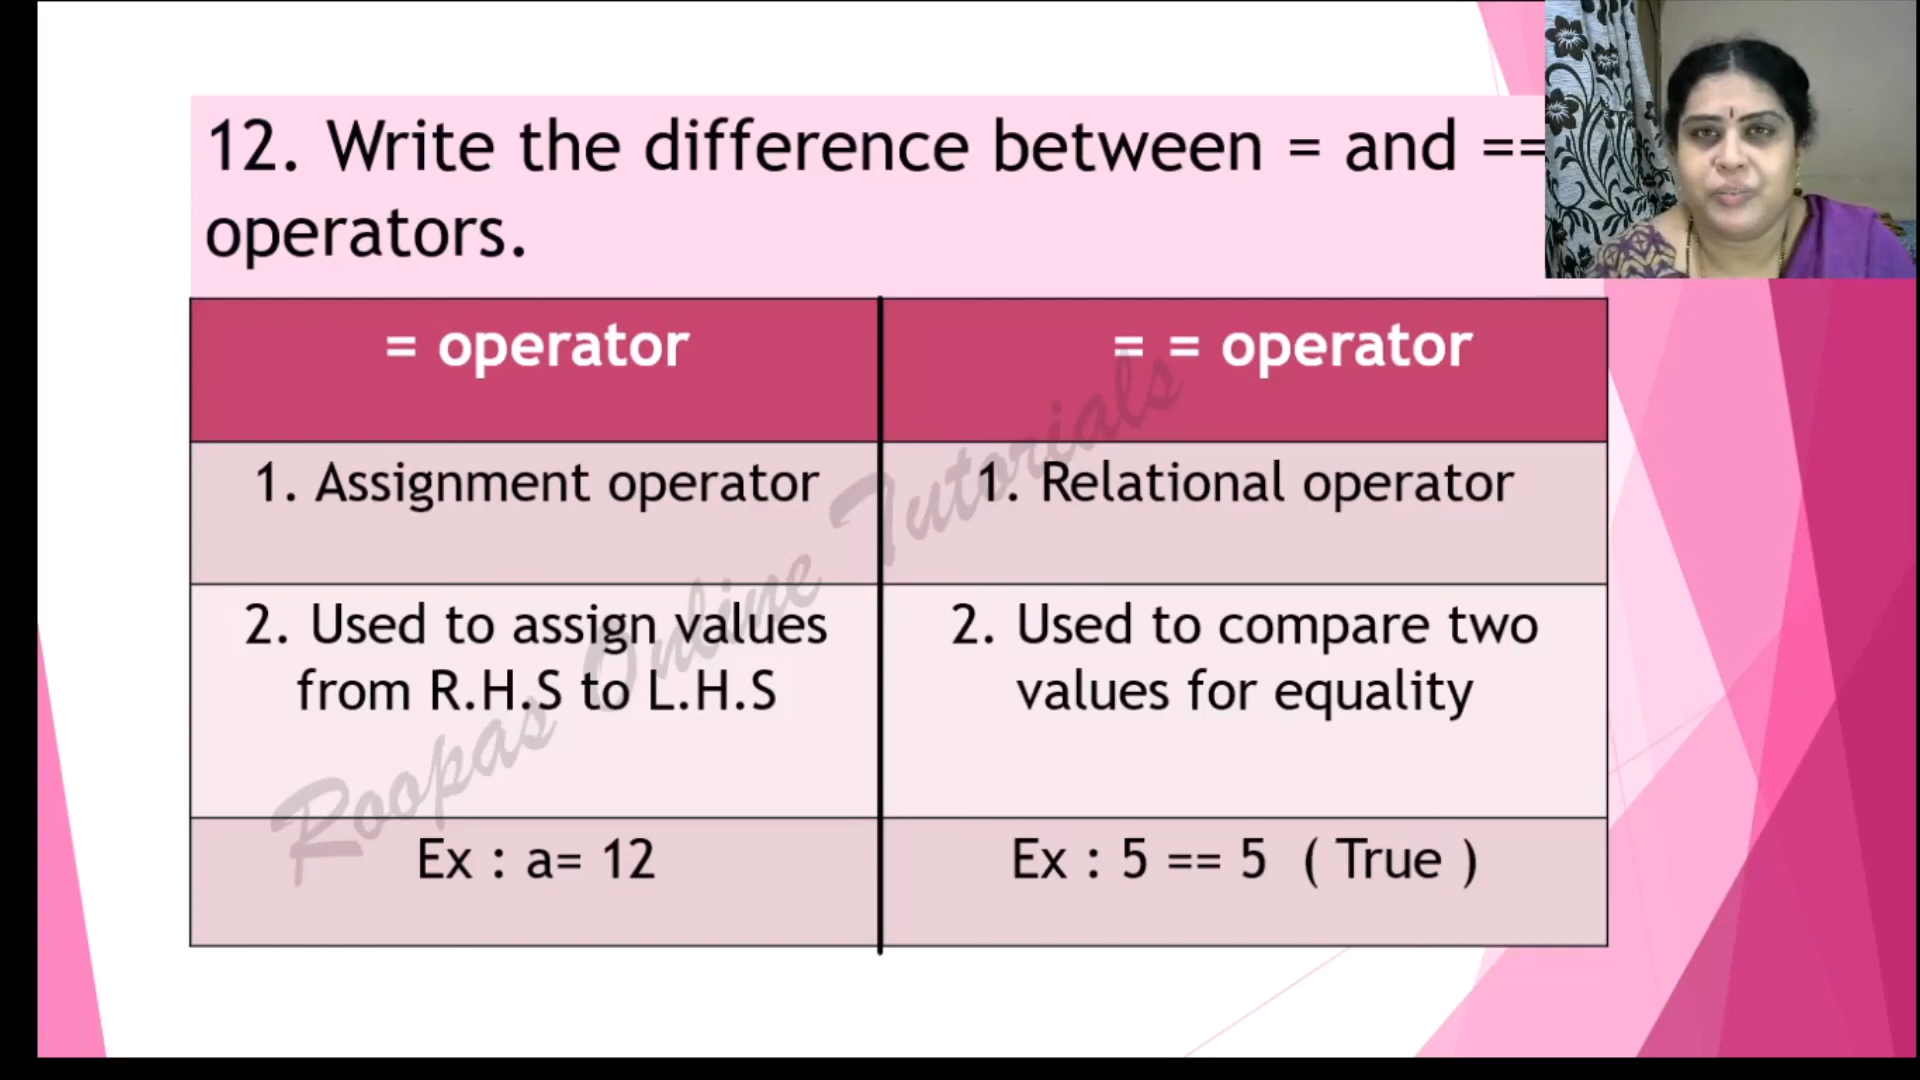 12. Write the difference between = and ==
operators.
= operator
= = operator
1. Assignment operator
1. Relational operator
2. Used to assign values
from R.H.S to L.H.S
2. Used to compare two
values for equality
Ex : a= 12
Ex : 5 == 5 ( True )
Roopas Online Tutorials